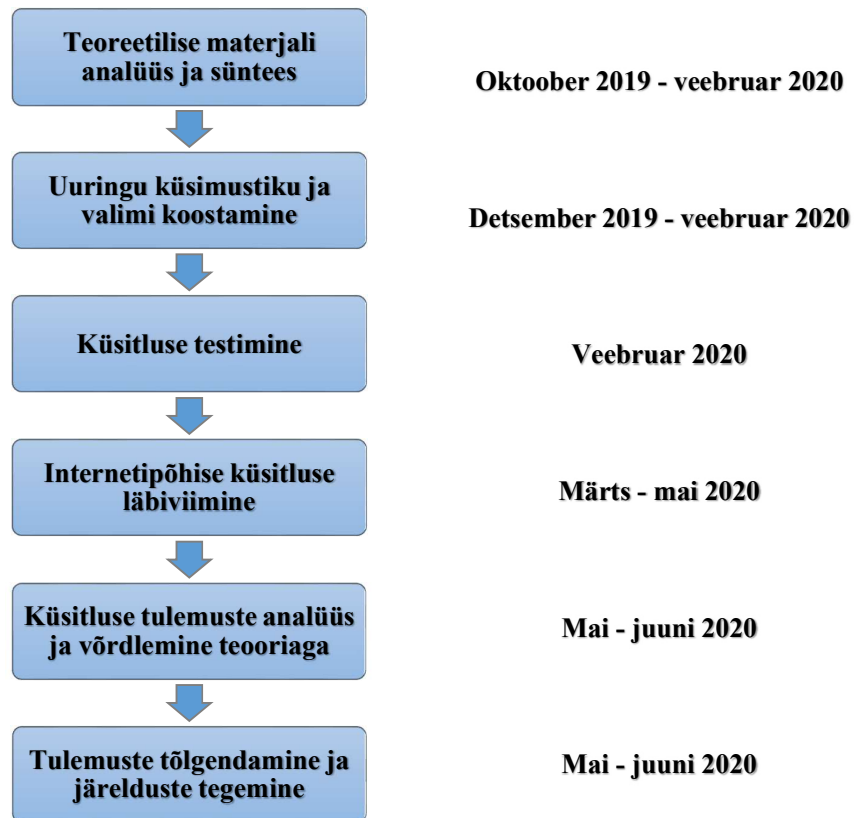 Teoreetilise materjali
analüüs ja süntees
Oktoober 2019 - veebruar 2020
Uuringu küsimustiku ja
valimi koostamine
Detsember 2019 - veebruar 2020
Küsitluse testimine
Veebruar 2020
Internetipõhise küsitluse
läbiviimine
Märts - mai 2020
Küsitluse tulemuste analüüs
ja võrdlemine teooriaga
Mai - juuni 2020
Tulemuste tõlgendamine ja
järelduste tegemine
Mai - juuni 2020